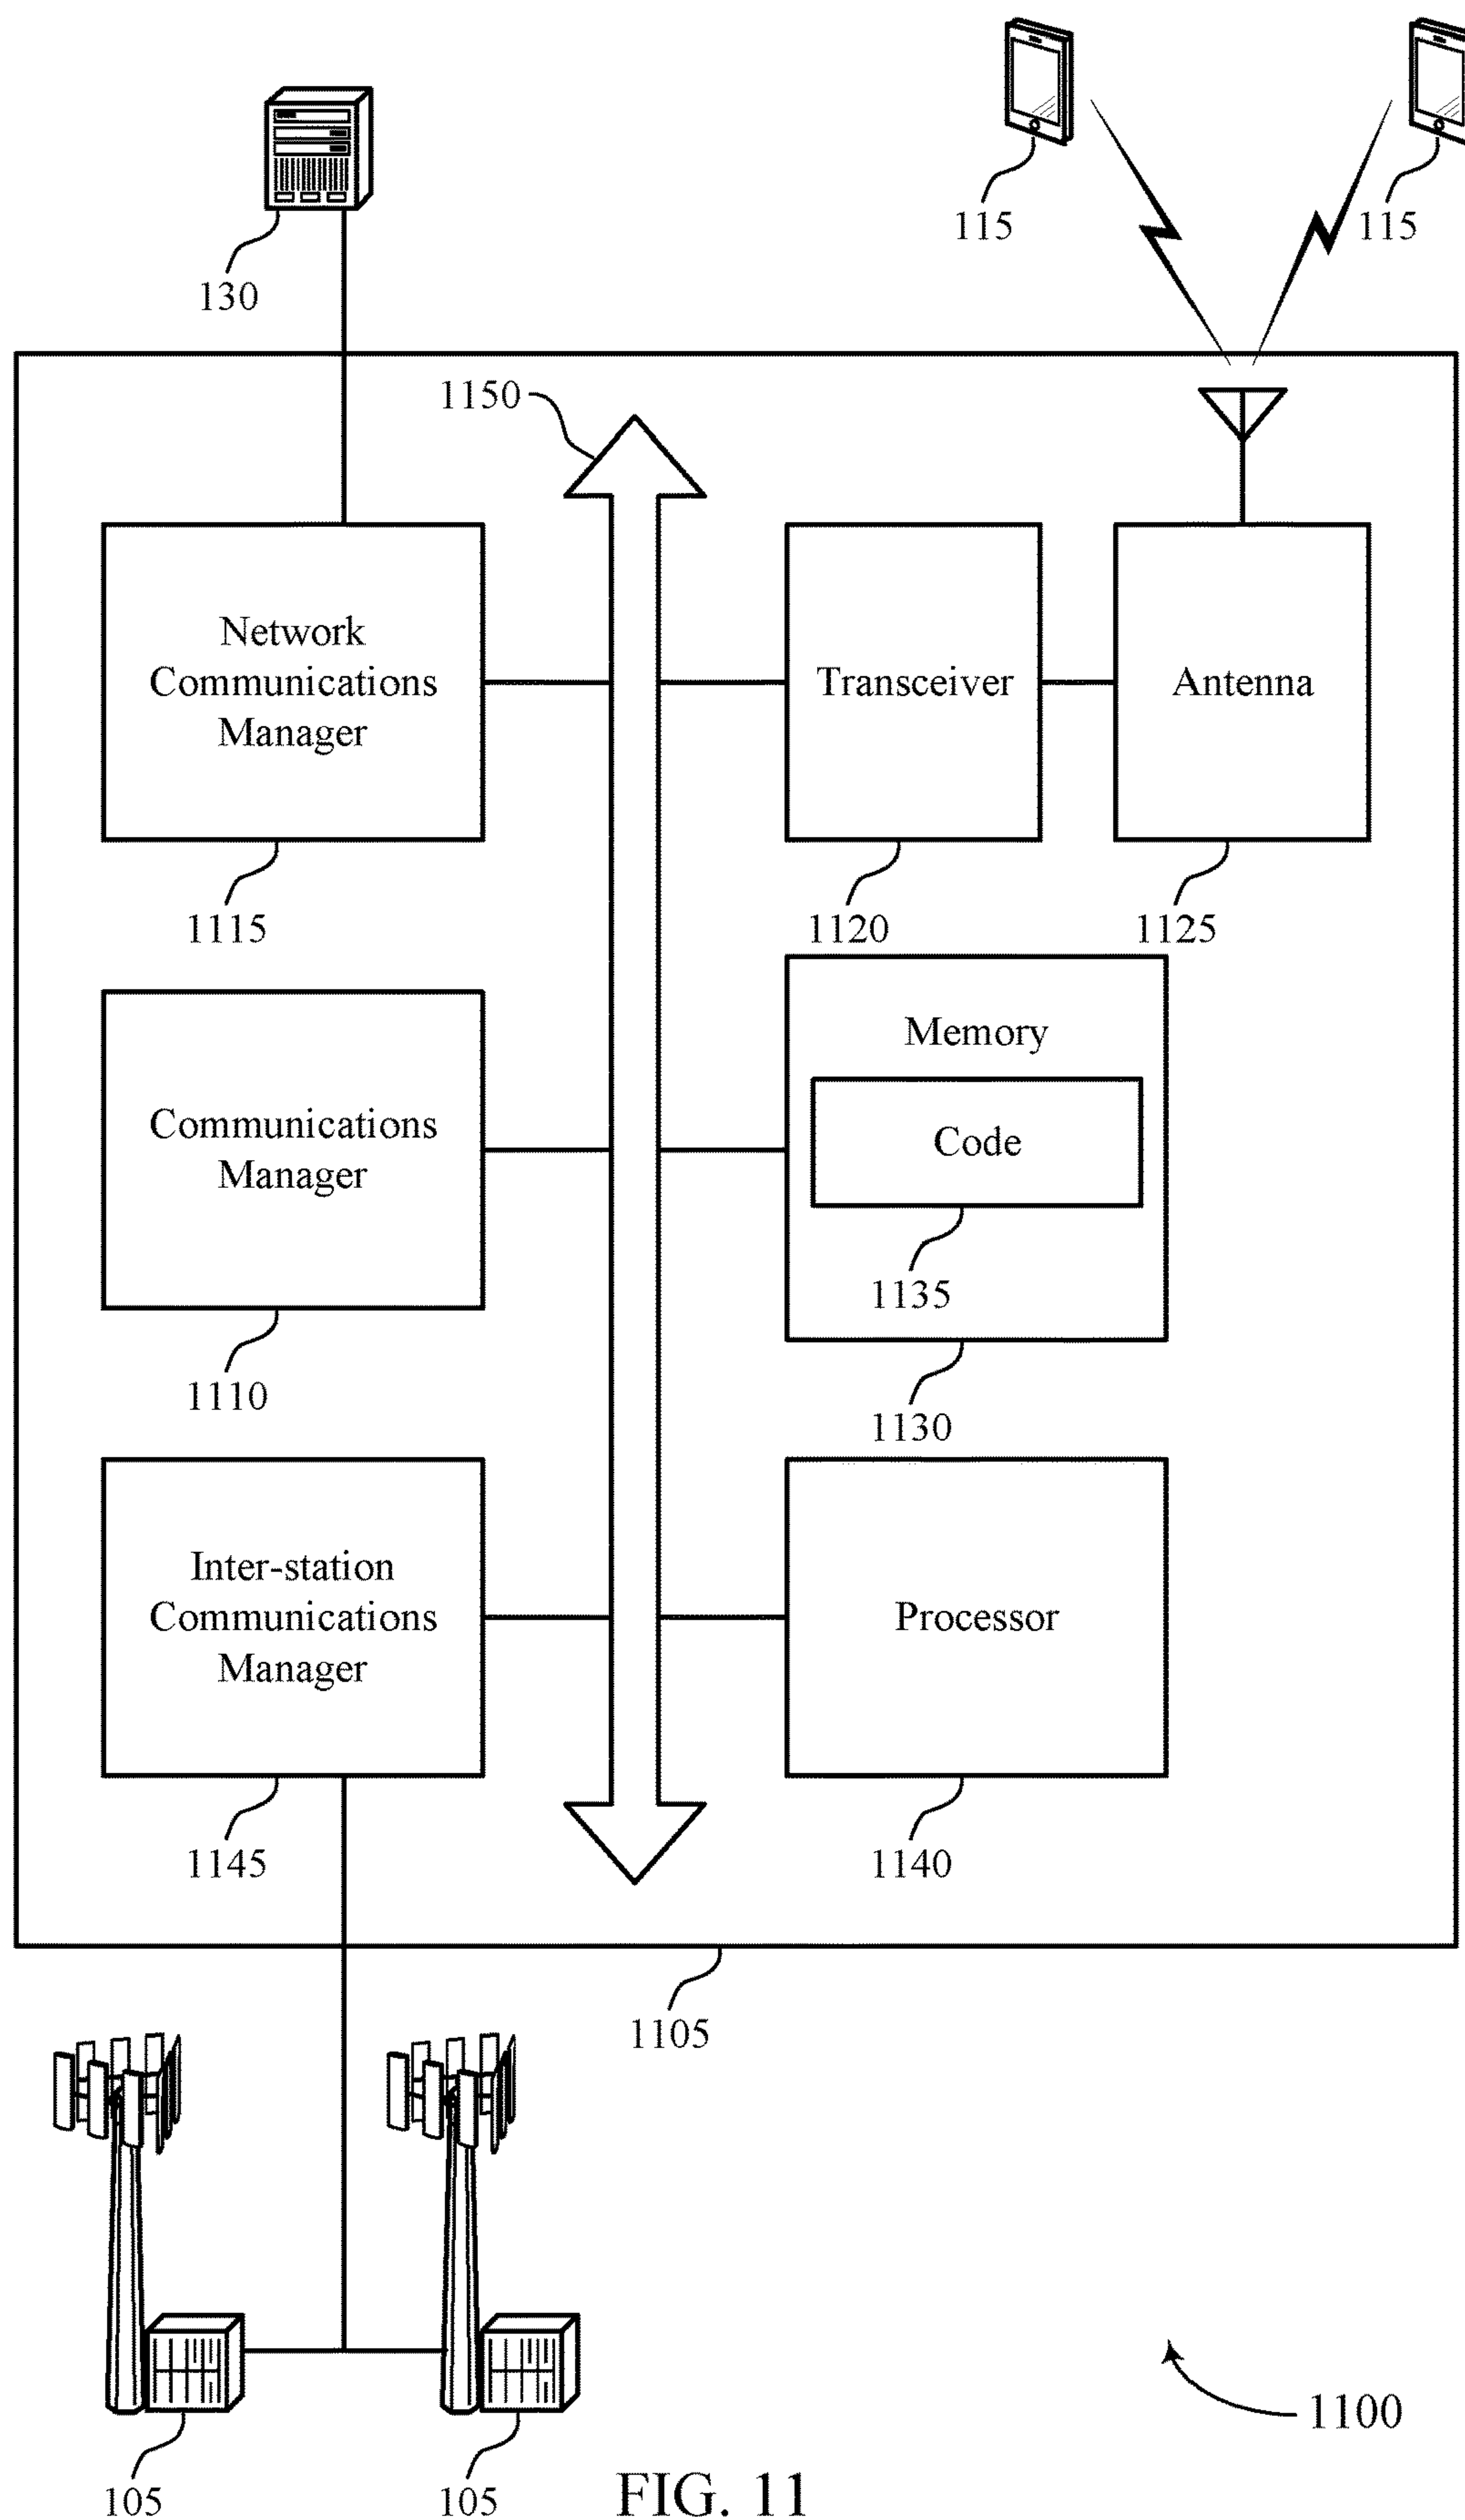 115
115
130
1150
Network
Communications
Manager
Transceiver
Antenna
1115
1120
1125
Memory
Communications
Manager
Code
1135
1110
1130
Inter-station
Communications
Manager
Processor
1145
1140
1105
1100
105
105
FIG. 11